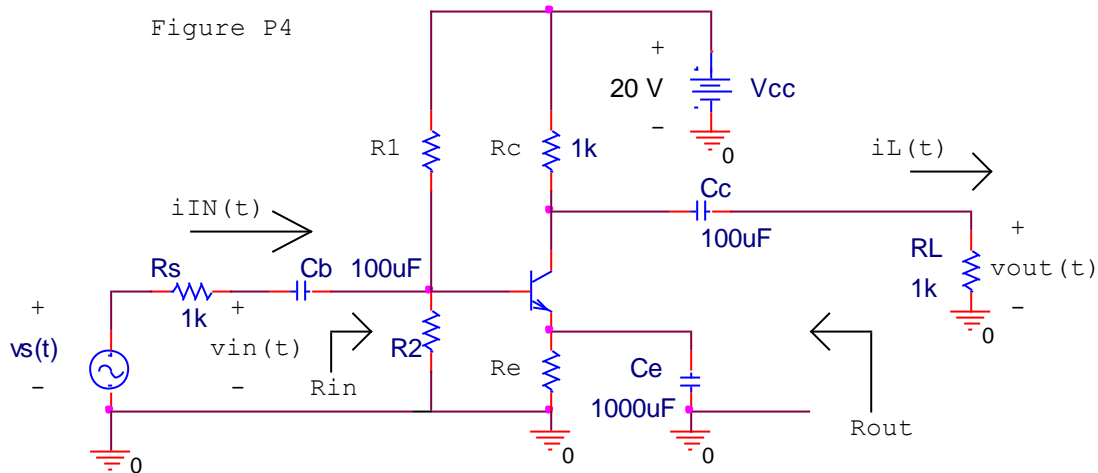 Figure P4
+
20 V
Vcc
−
0
R1
Rc
1k
iL(t)
Cc
100uF
iIN(t)
RL
1k
+
vout(t)
−
0
Rs
1k
Cb
100uF
+
vs(t)
−
+
vin(t)
−
Rin
R2
Re
Ce
1000uF
Rout
0
0
0